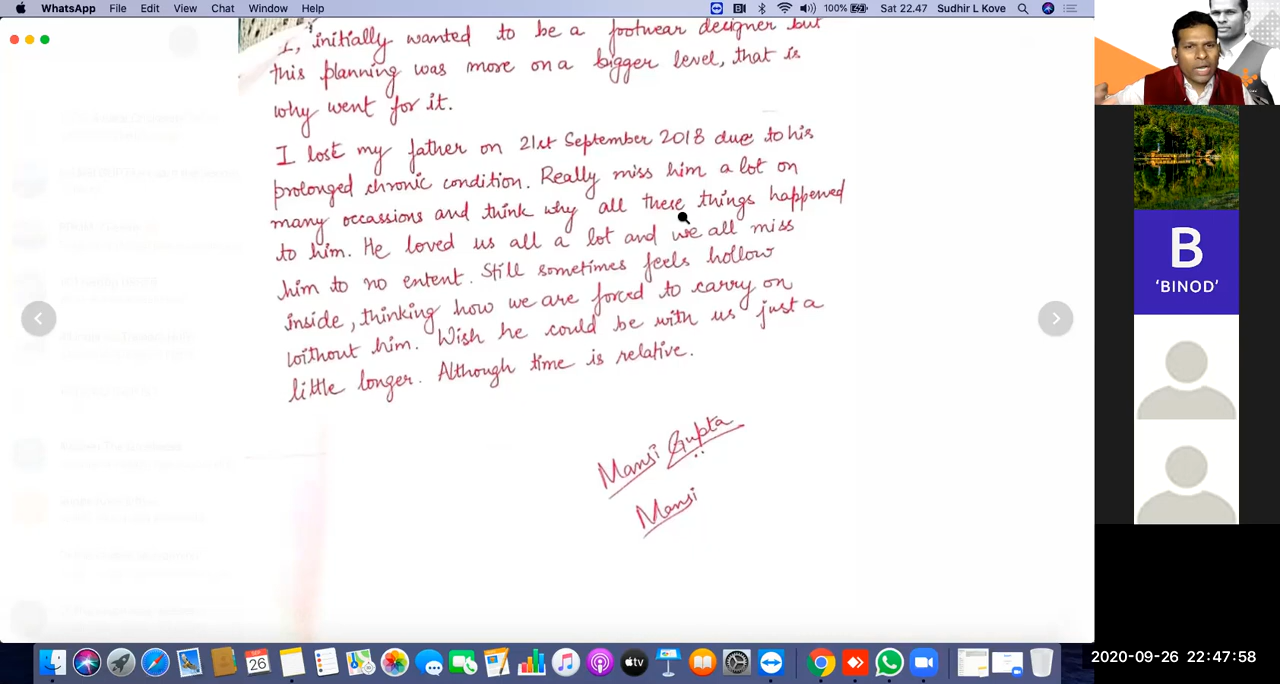 WhatsApp File Edit View Chat Window Help 100% Sat 22.47 Sudhir L Kove
I, initially wanted to be a footwear designer but
this planning was more on a bigger level, that is
why went for it.
I lost my father on 21st September 2018 due to his
prolonged chronic condition. Really miss him a lot on
many occassions and think why all these things happened
to him. He loved us all a lot and we all miss
him to no entent. Still sometimes feels hollow
inside, thinking how we are forced to carry on
without him. Wish he could be with us just a
little longer. Although time is relative.
Mansi Gupta
Mansi
B
'BINOD'
SEP
26
tv
2020-09-26 22:47:58